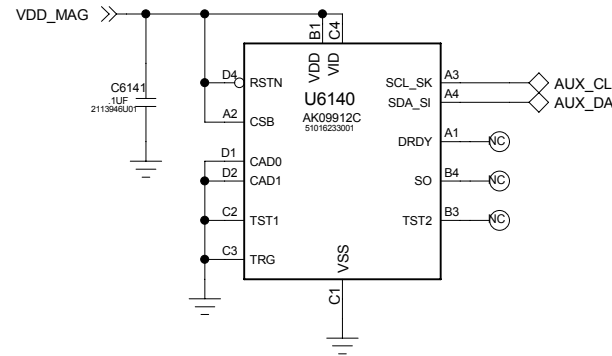 VDD_MAG
B1
C4
VDD
VID
C6141
.1UF
2113946U01
D4
RSTN
A2
CSB
D1
CAD0
D2
CAD1
C2
TST1
C3
TRG
U6140
AK09912C
51016233001
SCL_SK
A3
AUX_CL
SDA_SI
A4
AUX_DA
DRDY
A1
NC
SO
B4
NC
TST2
B3
NC
VSS
C1